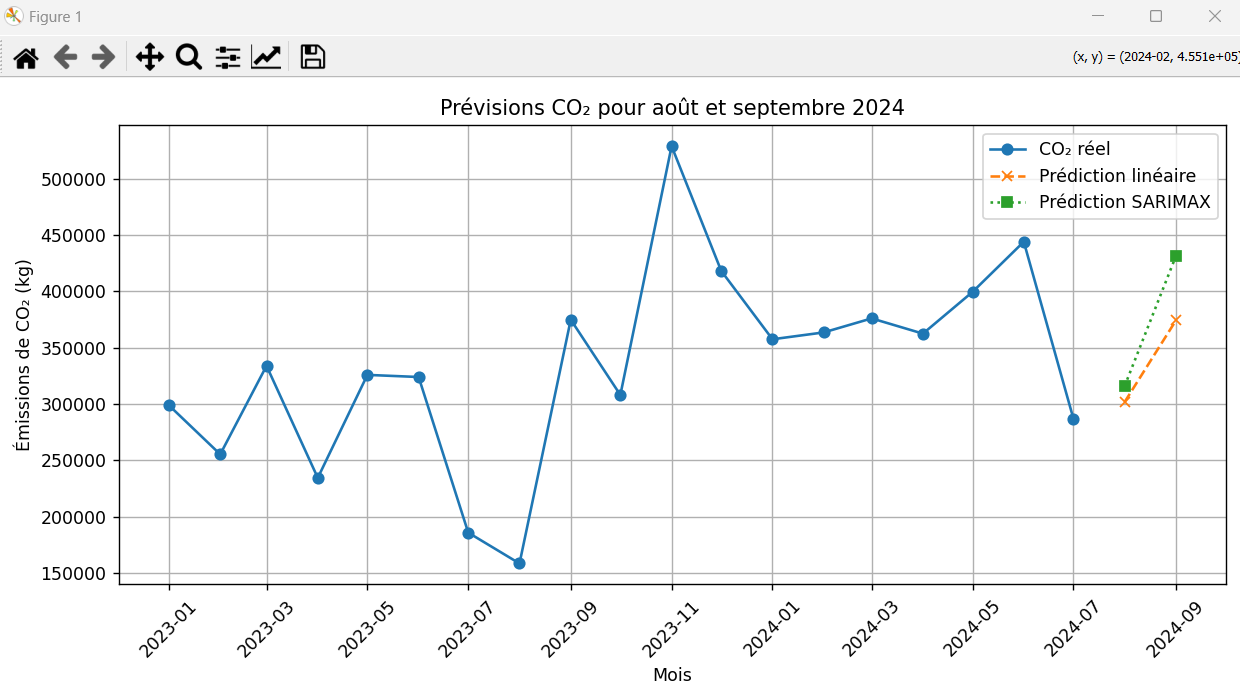 Figure 1
(x, y) = (2024-02, 4.551e+05)
Prévisions CO₂ pour août et septembre 2024
CO₂ réel
Prédiction linéaire
Prédiction SARIMAX
500000
450000
400000
350000
300000
250000
200000
150000
Émissions de CO₂ (kg)
2023-01
2023-03
2023-05
2023-07
2023-09
2023-11
2024-01
2024-03
2024-05
2024-07
2024-09
Mois